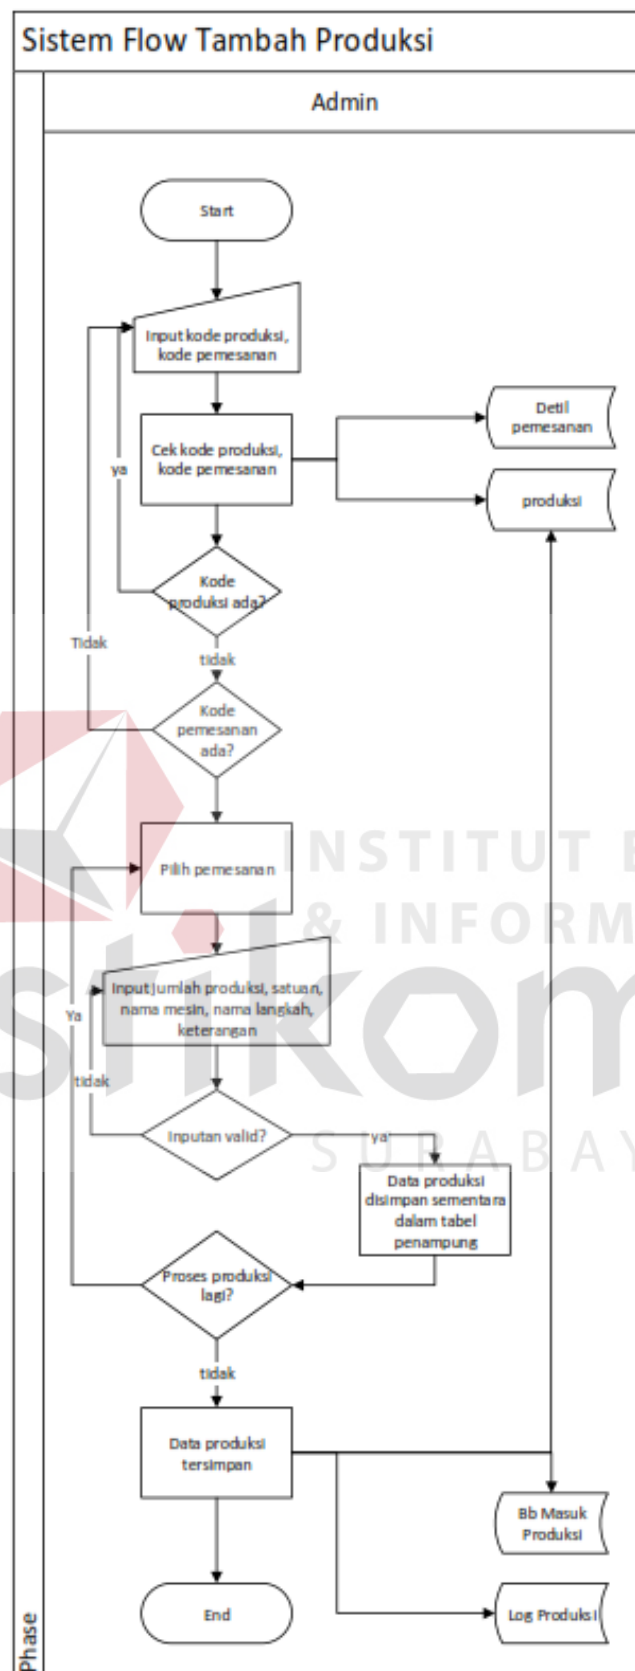 Sistem Flow Tambah Produksi
Admin
Start
Input kode produksi,
kode pemesanan
Detil
pemesanan
Cek kode produksi,
kode pemesanan
ya
produksi
Kode
produksi ada?
Tidak
tidak
Kode
pemesanan
ada?
INSTITUT
Pilih pemesanan
& INFORM
Input jumlah produksi, satuan,
nama mesin, nama langkah,
keterangan
Ya
stikom
tidak
Inputan valid?
ya
SURABAY
Data produksi
disimpan sementara
dalam tabel
penampung
Proses produksi
lagi?
tidak
Data produksi
tersimpan
Bb Masuk
Produksi
End
Log Produksi
Phase